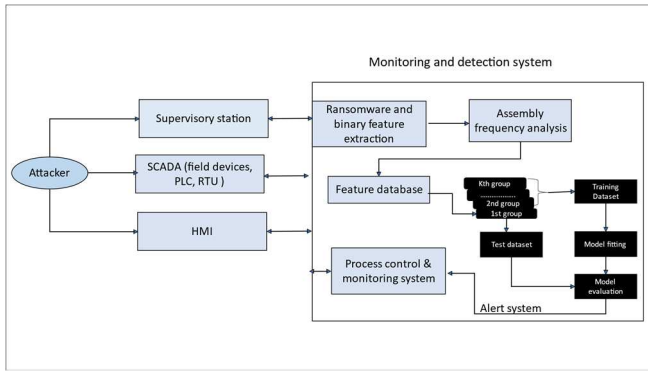 Monitoring and detection system
Supervisory station
Ransomware and
binary feature
extraction
Assembly
frequency analysis
Attacker
SCADA (field devices,
PLC, RTU )
Feature database
Kth group
..................
2nd group
1st group
Training
Dataset
HMI
Test dataset
Model fitting
Process control &
monitoring system
Model
evaluation
Alert system